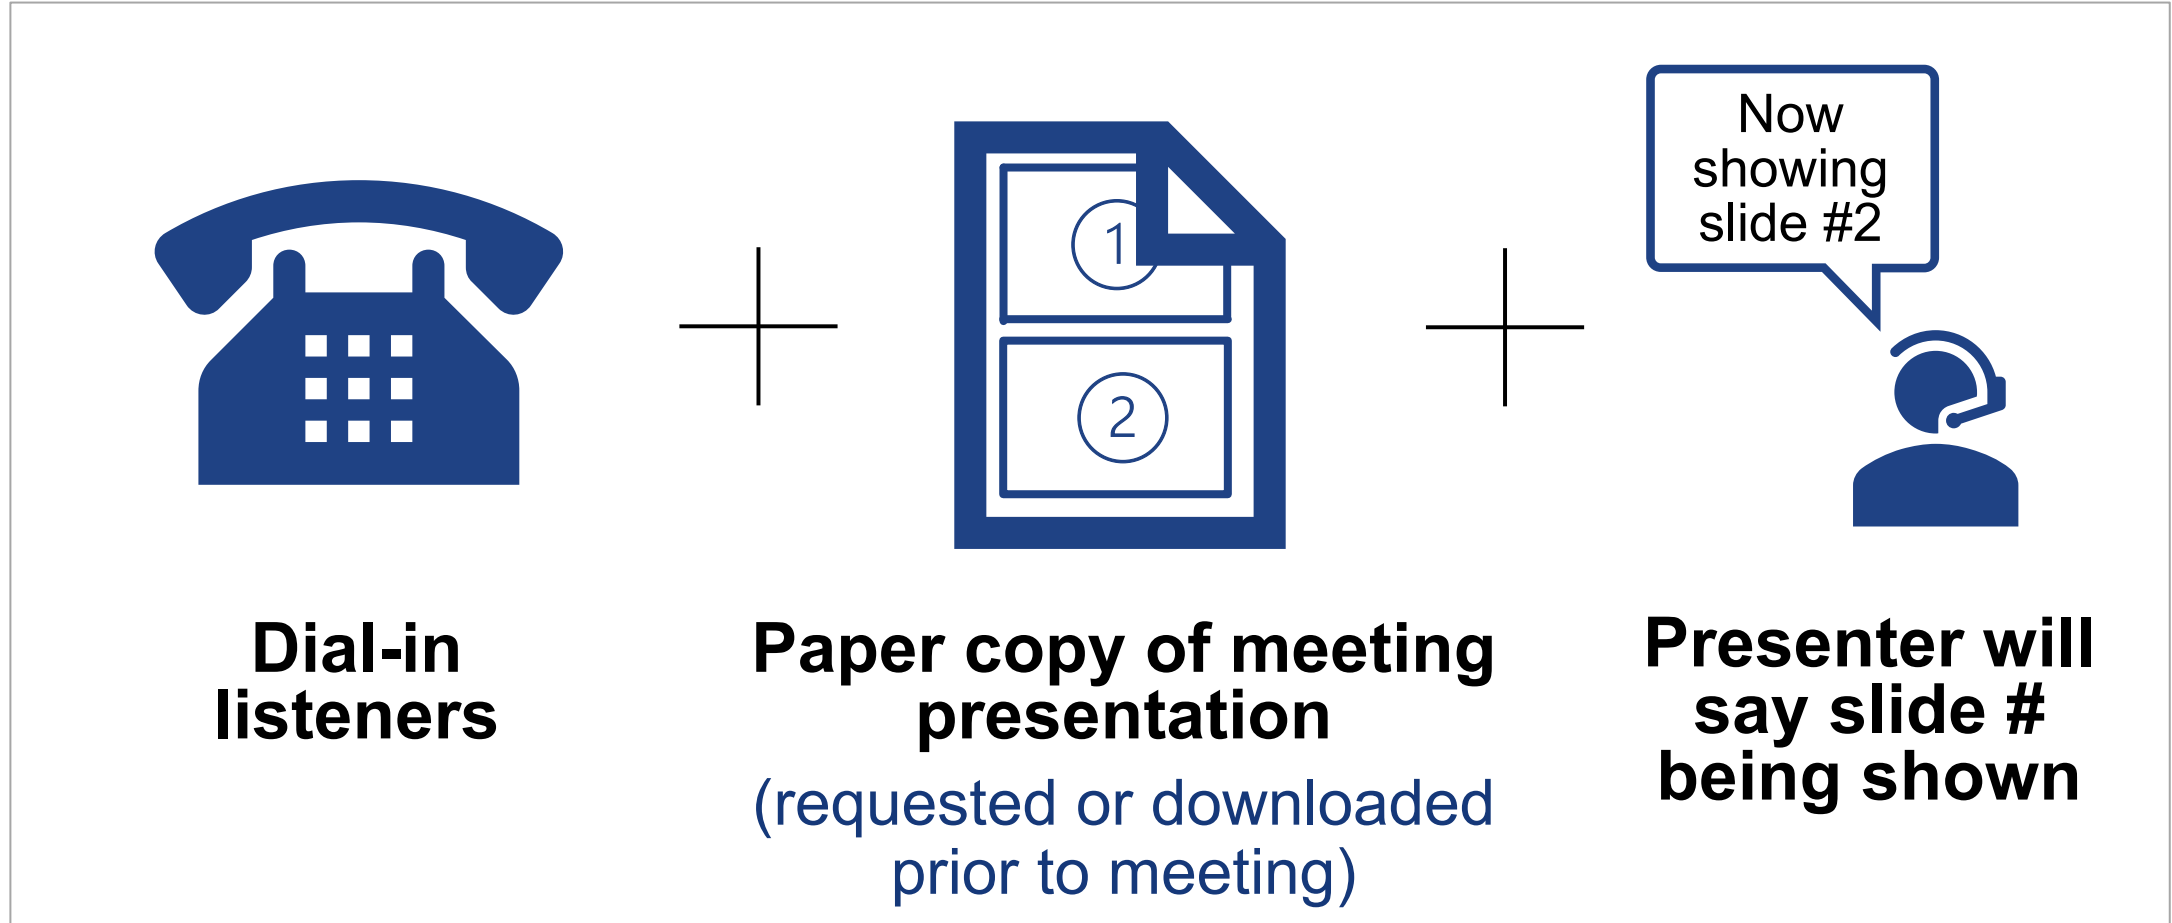 Now
showing
slide #2
1
2
Dial-in
listeners
Paper copy of meeting
presentation
(requested or downloaded
prior to meeting)
Presenter will
say slide #
being shown